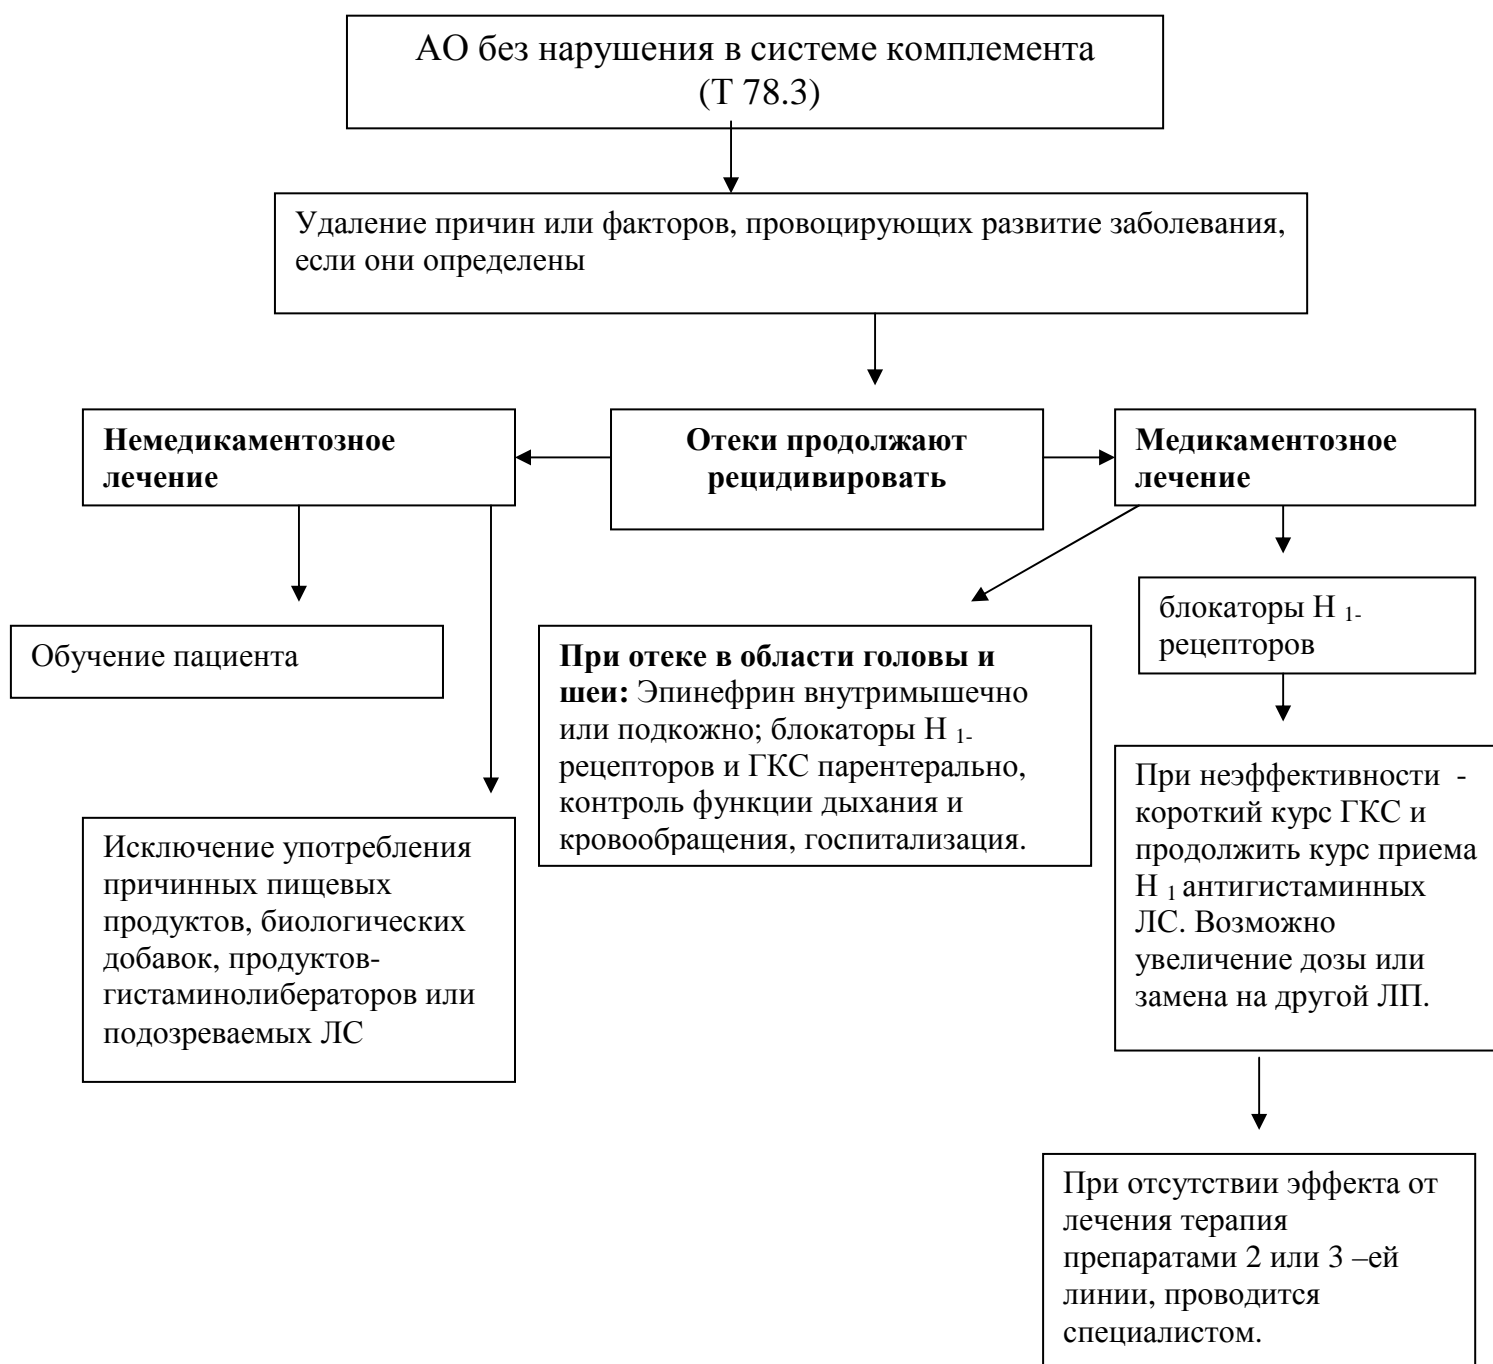 АО без нарушения в системе комплемента
(Т 78.3)
Удаление причин или факторов, провоцирующих развитие заболевания,
если они определены
Немедикаментозное
лечение
Отеки продолжают
рецидивировать
Медикаментозное
лечение
Обучение пациента
При отеке в области головы и
шеи: Эпинефрин внутримышечно
или подкожно; блокаторы Н 1-
рецепторов и ГКС парентерально,
контроль функции дыхания и
кровообращения, госпитализация.
блокаторы Н 1-
рецепторов
Исключение употребления
причинных пищевых
продуктов, биологических
добавок, продуктов-
гистаминолибераторов или
подозреваемых ЛС
При неэффективности -
короткий курс ГКС и
продолжить курс приема
Н 1 антигистаминных
ЛС. Возможно
увеличение дозы или
замена на другой ЛП.
При отсутствии эффекта от
лечения терапия
препаратами 2 или 3 –ей
линии, проводится
специалистом.